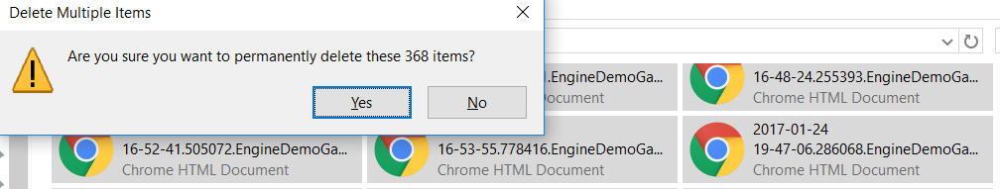 Delete Multiple Items
Are you sure you want to permanently delete these 368 items?
Yes
No
1.EngineDemoGa...
Document
16-48-24.255393.EngineDemoGa...
Chrome HTML Document
16-52-41.505072.EngineDemoGa...
Chrome HTML Document
16-53-55.778416.EngineDemoGa...
Chrome HTML Document
2017-01-24
19-47-06.286068.EngineDemoGa...
Chrome HTML Document